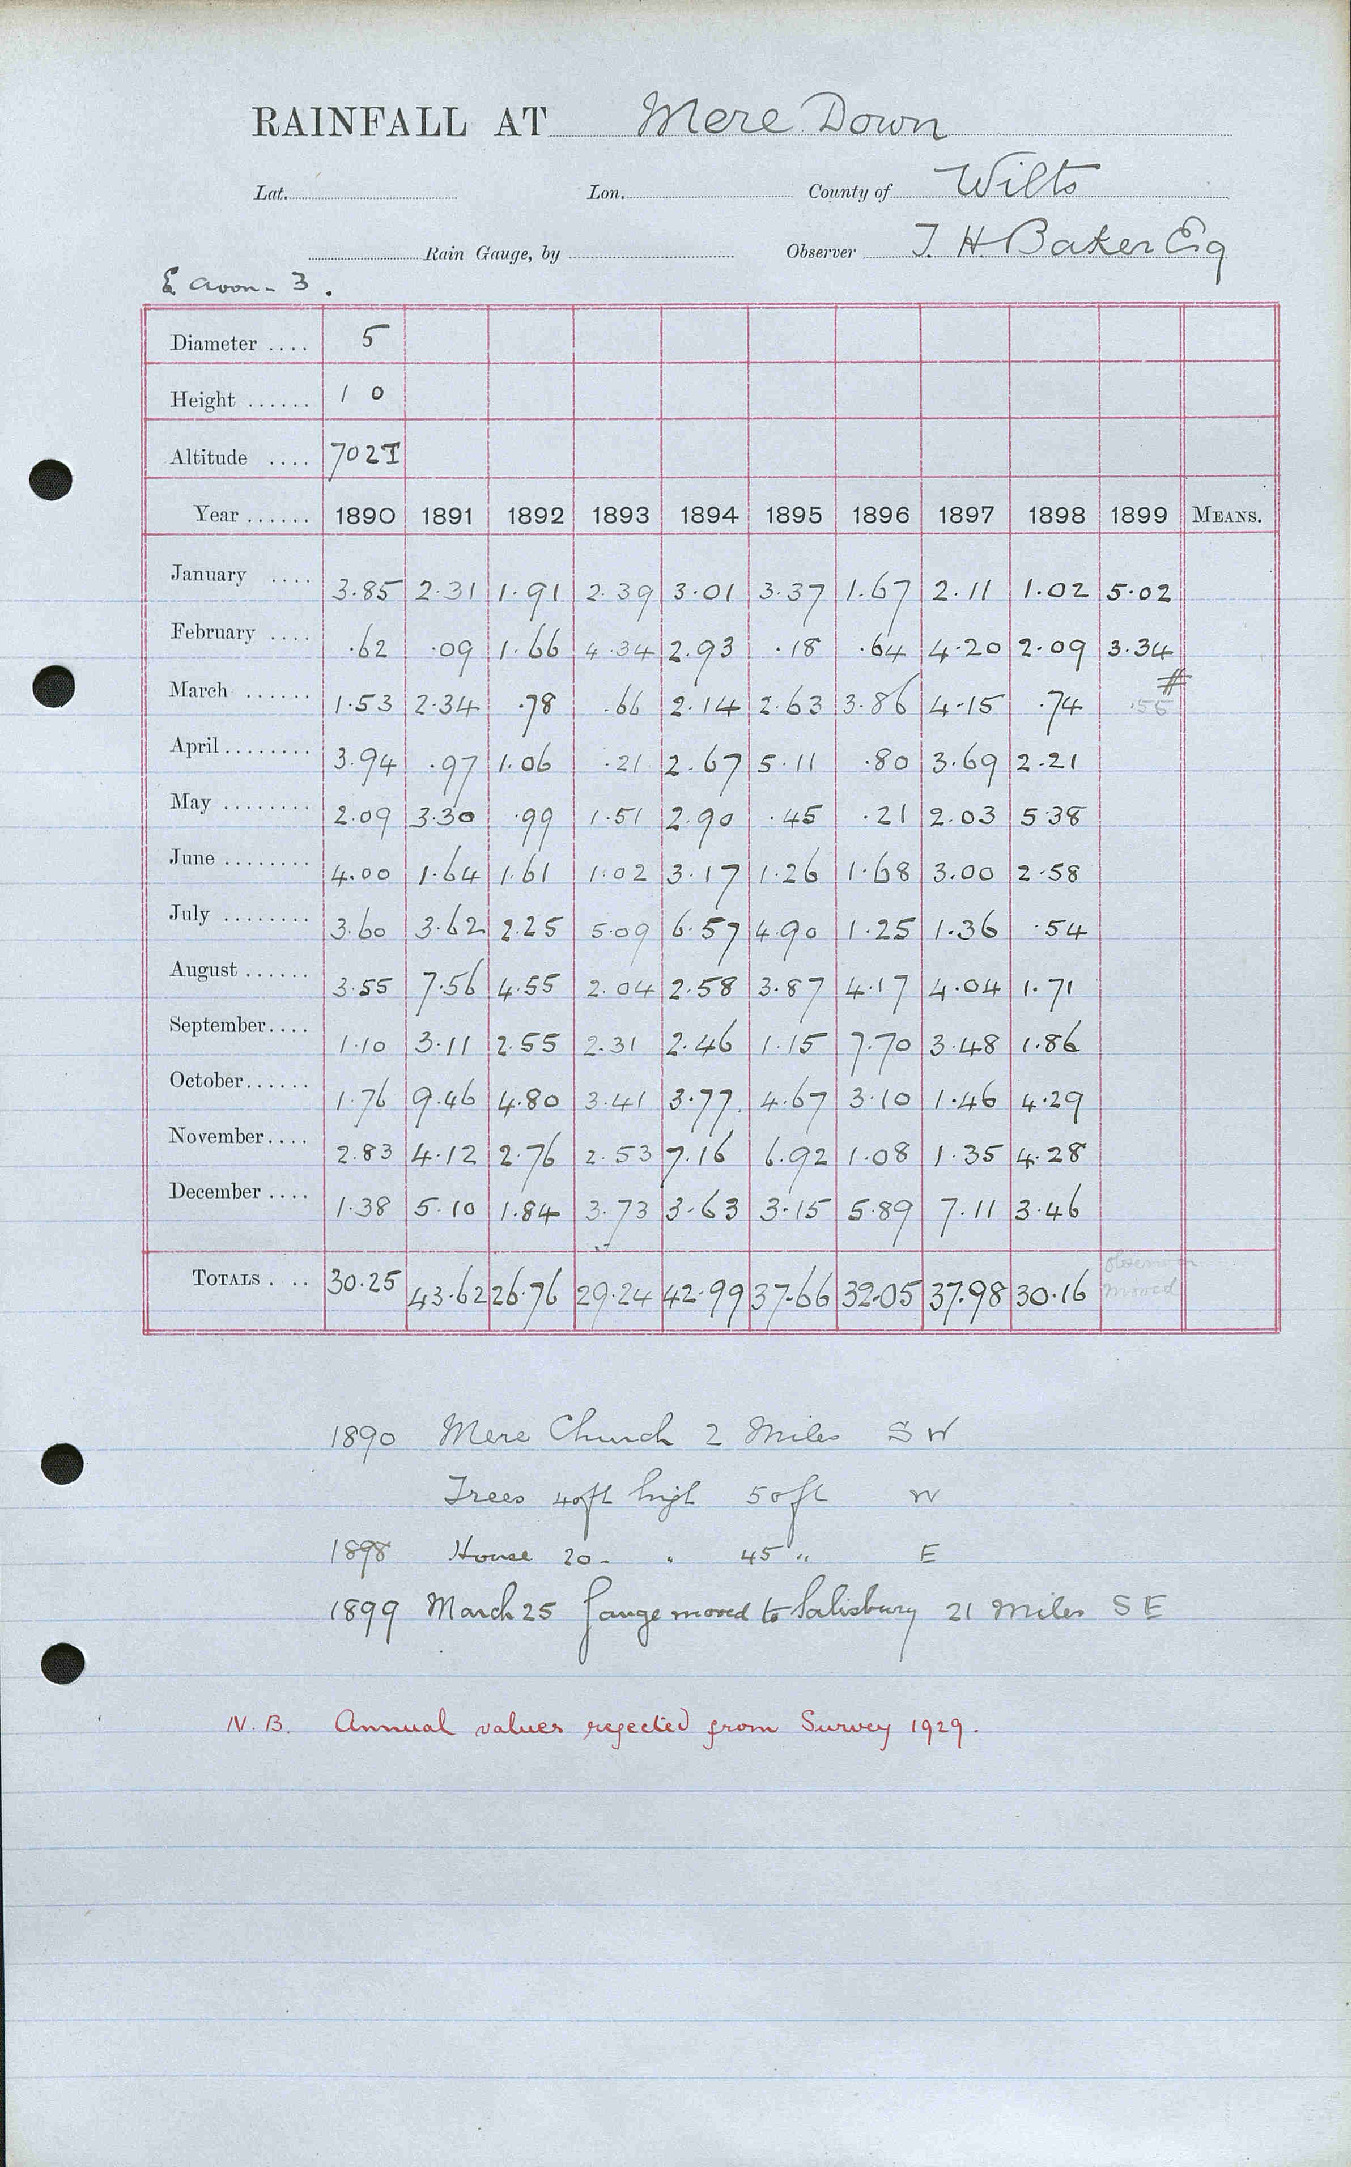 RAINFALL AT Mere Down
Lat. Lon. County of Wilts
Rain Gauge, by Observer T. H. Baker Esq
E Avon - 3.
Diameter .... 5
Height ...... 1 0
Altitude .... 702T
Year ...... 1890 1891 1892 1893 1894 1895 1896 1897 1898 1899 MEANS.
January .... 3.85 2.31 1.91 2.39 3.01 3.37 1.67 2.11 1.02 5.02
February .... .62 .09 1.66 4.34 2.93 .18 .64 4.20 2.09 3.34
March ...... 1.53 2.34 .78 .66 2.14 2.63 3.86 4.15 .74 .55 #
April ........ 3.94 .97 1.06 .21 2.67 5.11 .80 3.69 2.21
May ........ 2.09 3.30 .99 1.51 2.90 .45 .21 2.03 5.38
June ........ 4.00 1.64 1.61 1.02 3.17 1.26 1.68 3.00 2.58
July ........ 3.60 3.62 2.25 5.09 6.57 4.90 1.25 1.36 .54
August ...... 3.55 7.56 4.55 2.04 2.58 3.87 4.17 4.04 1.71
September .... 1.10 3.11 2.55 2.31 2.46 1.15 7.70 3.48 1.86
October ...... 1.76 9.46 4.80 3.41 3.77 4.67 3.10 1.46 4.29
November .... 2.83 4.12 2.76 2.53 7.16 6.92 1.08 1.35 4.28
December .... 1.38 5.10 1.84 3.73 3.63 3.15 5.89 7.11 3.46
TOTALS . .. 30.25 43.62 26.76 29.24 42.99 37.66 32.05 37.98 30.16 moved
1890 Mere Church 2 Miles S W
Trees 40ft high 50ft W
1898 House 20 - " 45 " E
1899 March 25 Gauge moved to Salisbury 21 Miles S E
N.B. Annual values rejected from Survey 1929.